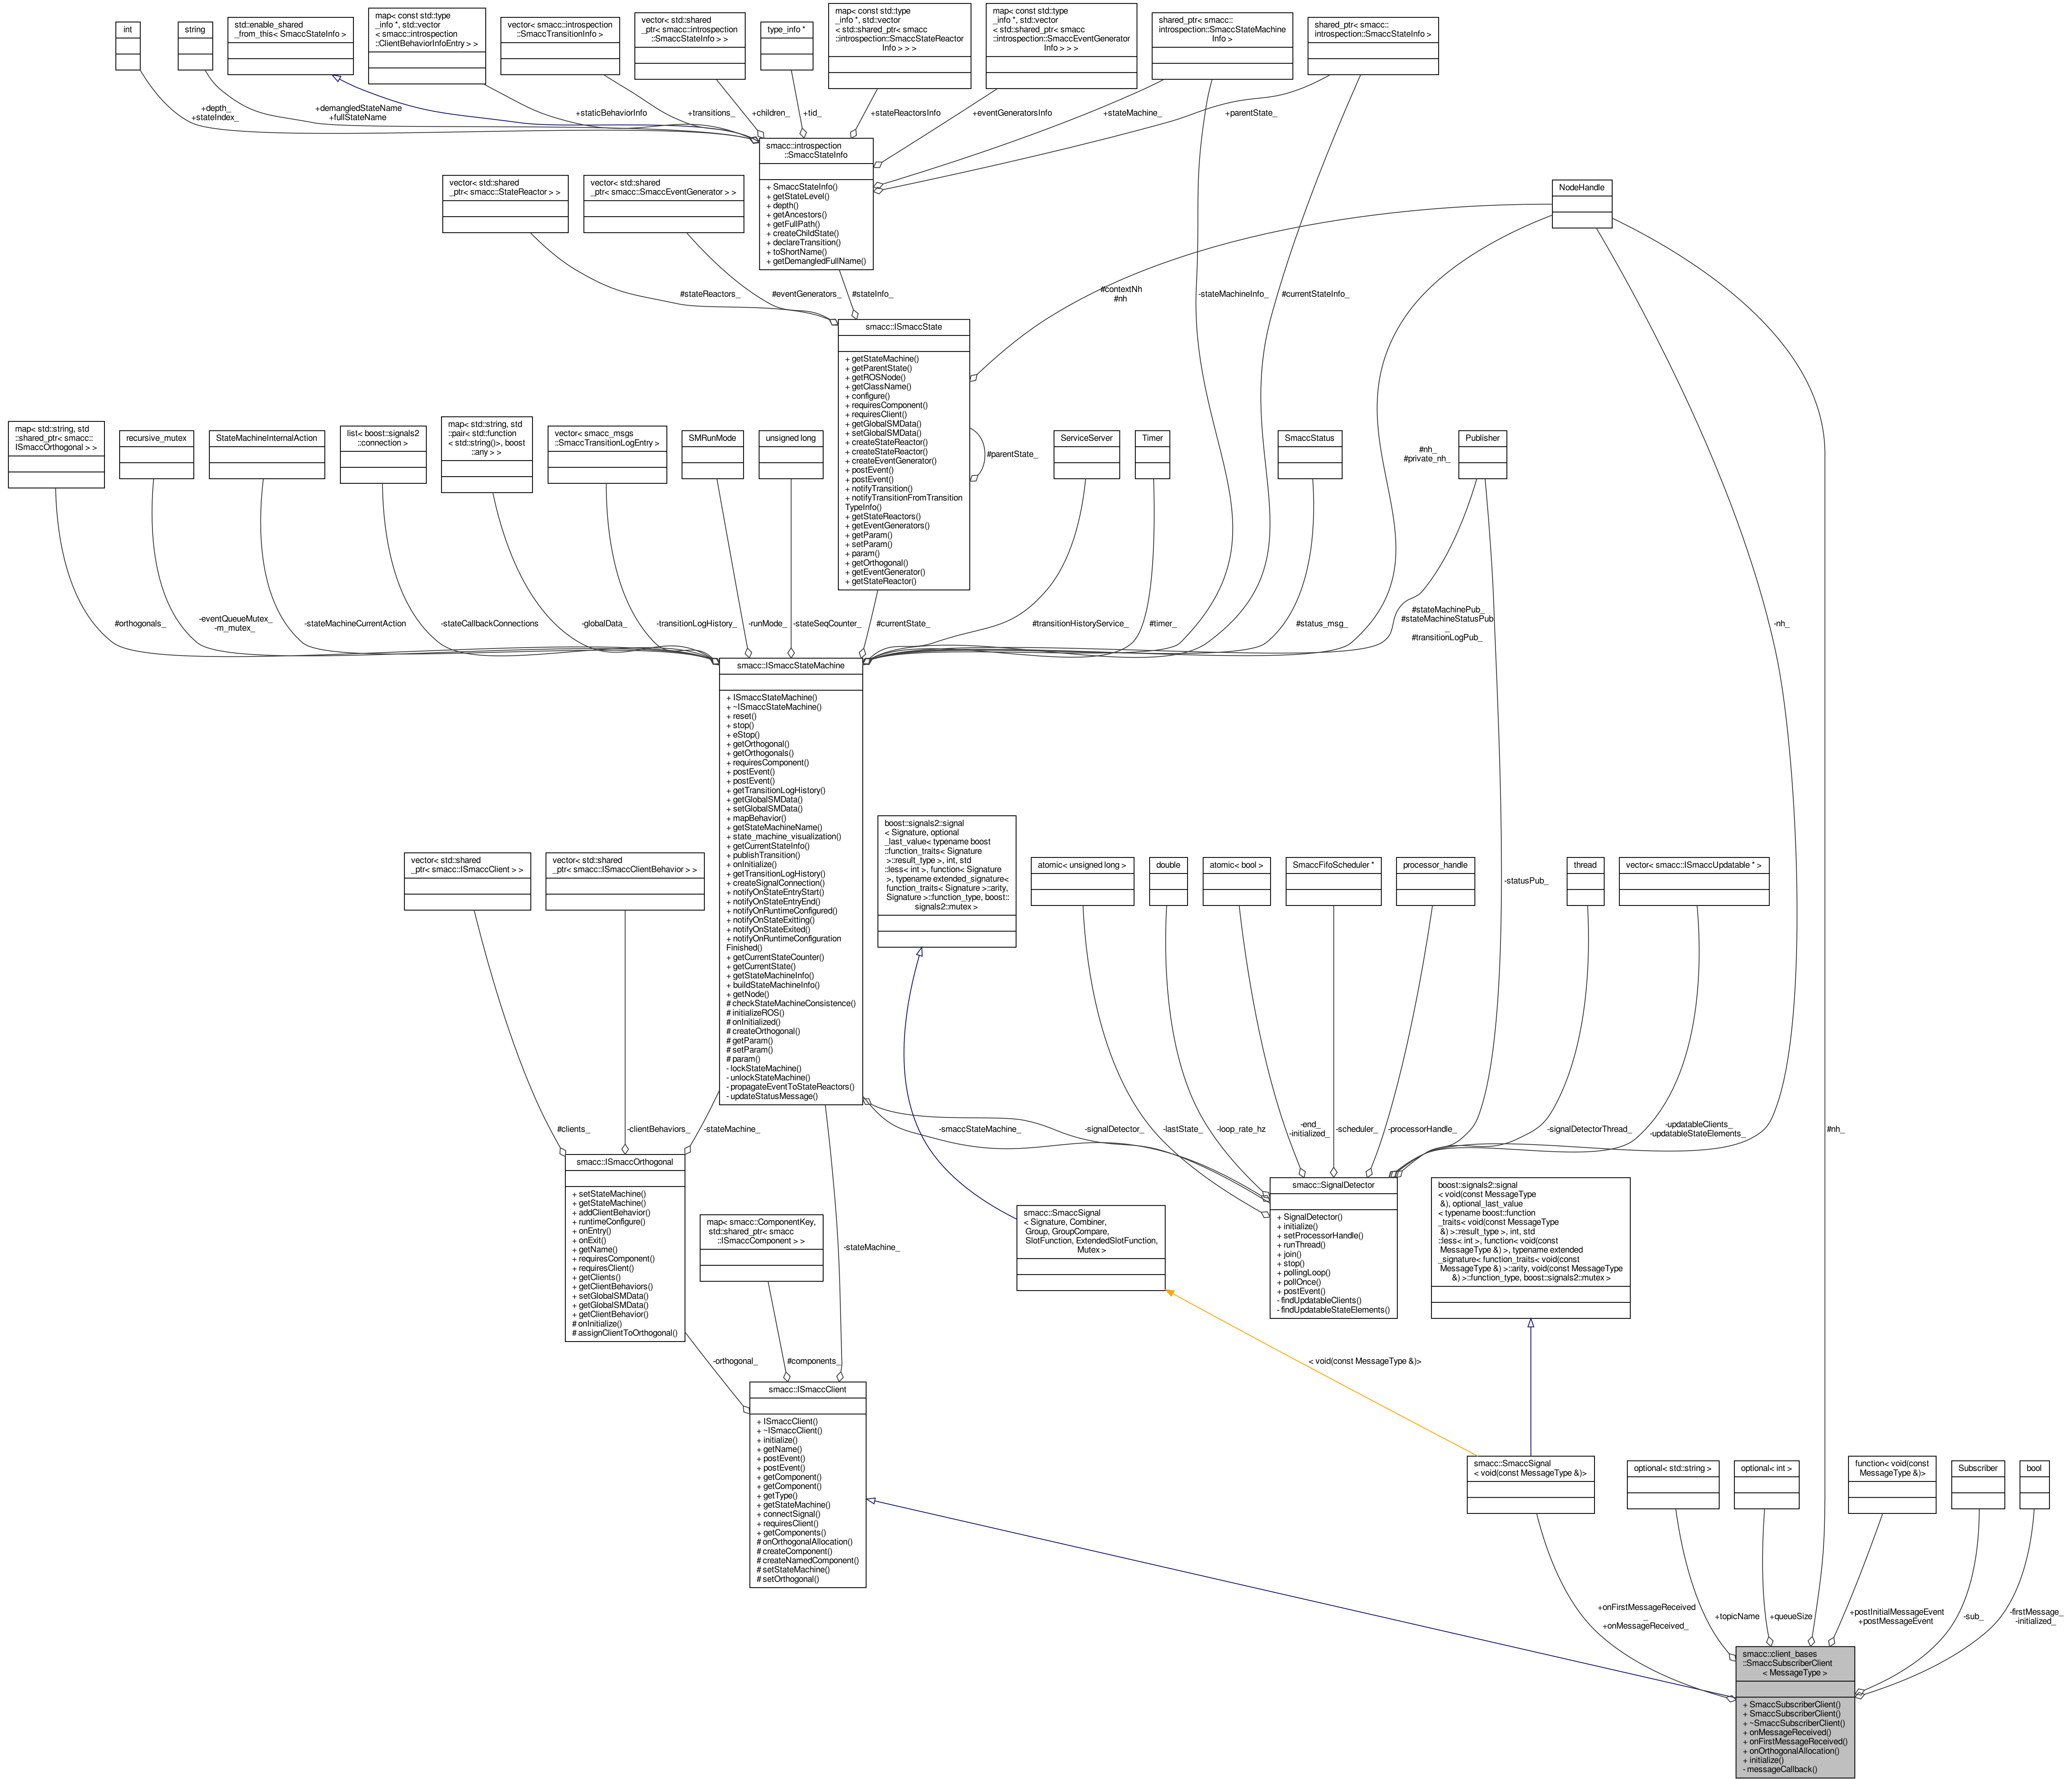 int
string
std::enable_shared
_from_this< SmaccStateInfo >
map< const std::type
_info *, std::vector
< smacc::introspection
::ClientBehaviorInfoEntry > >
vector< smacc::introspection
::SmaccTransitionInfo >
vector< std::shared
_ptr< smacc::introspection
::SmaccStateInfo > >
type_info *
map< const std::type
_info *, std::vector
< std::shared_ptr< smacc
::introspection::SmaccStateReactor
Info > > >
map< const std::type
_info *, std::vector
< std::shared_ptr< smacc
::introspection::SmaccEventGenerator
Info > > >
shared_ptr< smacc::
introspection::SmaccStateMachine
Info >
shared_ptr< smacc::
introspection::SmaccStateInfo >
+depth_
+stateIndex_
+demangledStateName
+fullStateName
+staticBehaviorInfo
+transitions_
+children_
+tid_
+stateReactorsInfo
+eventGeneratorsInfo
+stateMachine_
+parentState_
smacc::introspection
::SmaccStateInfo
+ SmaccStateInfo()
+ getStateLevel()
+ depth()
+ getAncestors()
+ getFullPath()
+ createChildState()
+ declareTransition()
+ toShortName()
+ getDemangledFullName()
vector< std::shared
_ptr< smacc::StateReactor > >
vector< std::shared
_ptr< smacc::SmaccEventGenerator > >
NodeHandle
#stateReactors_
#eventGenerators_
#stateInfo_
#contextNh
#nh
-stateMachineInfo_
#currentStateInfo_
smacc::ISmaccState
+ getStateMachine()
+ getParentState()
+ getROSNode()
+ getClassName()
+ configure()
+ requiresComponent()
+ requiresClient()
+ getGlobalSMData()
+ setGlobalSMData()
+ createStateReactor()
+ createStateReactor()
+ createEventGenerator()
+ postEvent()
+ postEvent()
+ notifyTransition()
+ notifyTransitionFromTransition
TypeInfo()
+ getStateReactors()
+ getEventGenerators()
+ getParam()
+ setParam()
+ param()
+ getOrthogonal()
+ getEventGenerator()
+ getStateReactor()
#parentState_
map< std::string, std
::shared_ptr< smacc::
ISmaccOrthogonal > >
recursive_mutex
StateMachineInternalAction
list< boost::signals2
::connection >
map< std::string, std
::pair< std::function
< std::string()>, boost
::any > >
vector< smacc_msgs
::SmaccTransitionLogEntry >
SMRunMode
unsigned long
ServiceServer
Timer
SmaccStatus
#nh_
#private_nh_
Publisher
#orthogonals_
-eventQueueMutex_
-m_mutex_
-stateMachineCurrentAction
-stateCallbackConnections
-globalData_
-transitionLogHistory_
-runMode_
-stateSeqCounter_
#currentState_
#transitionHistoryService_
#timer_
#status_msg_
#stateMachinePub_
#stateMachineStatusPub
_
#transitionLogPub_
-nh_
smacc::ISmaccStateMachine
+ ISmaccStateMachine()
+ ~ISmaccStateMachine()
+ reset()
+ stop()
+ eStop()
+ getOrthogonal()
+ getOrthogonals()
+ requiresComponent()
+ postEvent()
+ postEvent()
+ getTransitionLogHistory()
+ getGlobalSMData()
+ setGlobalSMData()
+ mapBehavior()
+ getStateMachineName()
+ state_machine_visualization()
+ getCurrentStateInfo()
+ publishTransition()
+ onInitialize()
+ getTransitionLogHistory()
+ createSignalConnection()
+ notifyOnStateEntryStart()
+ notifyOnStateEntryEnd()
+ notifyOnRuntimeConfigured()
+ notifyOnStateExitting()
+ notifyOnStateExited()
+ notifyOnRuntimeConfiguration
Finished()
+ getCurrentStateCounter()
+ getCurrentState()
+ getStateMachineInfo()
+ buildStateMachineInfo()
+ getNode()
# checkStateMachineConsistence()
# initializeROS()
# onInitialized()
# createOrthogonal()
# getParam()
# setParam()
# param()
- lockStateMachine()
- unlockStateMachine()
- propagateEventToStateReactors()
- updateStatusMessage()
vector< std::shared
_ptr< smacc::ISmaccClient > >
vector< std::shared
_ptr< smacc::ISmaccClientBehavior > >
boost::signals2::signal
< Signature, optional
_last_value< typename boost
::function_traits< Signature
>::result_type >, int, std
::less< int >, function< Signature
>, typename extended_signature<
function_traits< Signature >::arity,
Signature >::function_type, boost::
signals2::mutex >
atomic< unsigned long >
double
atomic< bool >
SmaccFifoScheduler *
processor_handle
-statusPub_
thread
vector< smacc::ISmaccUpdatable * >
#clients_
-clientBehaviors_
-stateMachine_
-smaccStateMachine_
-signalDetector_
-lastState_
-loop_rate_hz
-end_
-initialized_
-scheduler_
-processorHandle_
-signalDetectorThread_
-updatableClients_
-updatableStateElements_
#nh_
smacc::ISmaccOrthogonal
+ setStateMachine()
+ getStateMachine()
+ addClientBehavior()
+ runtimeConfigure()
+ onEntry()
+ onExit()
+ getName()
+ requiresComponent()
+ requiresClient()
+ getClients()
+ getClientBehaviors()
+ setGlobalSMData()
+ getGlobalSMData()
+ getClientBehavior()
# onInitialize()
# assignClientToOrthogonal()
map< smacc::ComponentKey,
std::shared_ptr< smacc
::ISmaccComponent > >
-stateMachine_
smacc::SmaccSignal
< Signature, Combiner,
Group, GroupCompare,
SlotFunction, ExtendedSlotFunction,
Mutex >
smacc::SignalDetector
+ SignalDetector()
+ initialize()
+ setProcessorHandle()
+ runThread()
+ join()
+ stop()
+ pollingLoop()
+ pollOnce()
+ postEvent()
- findUpdatableClients()
- findUpdatableStateElements()
boost::signals2::signal
< void(const MessageType
&), optional_last_value
< typename boost::function
_traits< void(const MessageType
&) >::result_type >, int, std
::less< int >, function< void(const
MessageType &) >, typename extended
_signature< function_traits< void(const
MessageType &) >::arity, void(const MessageType
&) >::function_type, boost::signals2::mutex >
-orthogonal_
#components_
< void(const MessageType &)>
smacc::ISmaccClient
+ ISmaccClient()
+ ~ISmaccClient()
+ initialize()
+ getName()
+ postEvent()
+ postEvent()
+ getComponent()
+ getComponent()
+ getType()
+ getStateMachine()
+ connectSignal()
+ requiresClient()
+ getComponents()
# onOrthogonalAllocation()
# createComponent()
# createNamedComponent()
# setStateMachine()
# setOrthogonal()
smacc::SmaccSignal
< void(const MessageType &)>
optional< std::string >
optional< int >
function< void(const
MessageType &)>
Subscriber
bool
+onFirstMessageReceived
_
+onMessageReceived_
+topicName
+queueSize
+postInitialMessageEvent
+postMessageEvent
-sub_
-firstMessage_
-initialized_
smacc::client_bases
::SmaccSubscriberClient
< MessageType >
+ SmaccSubscriberClient()
+ SmaccSubscriberClient()
+ ~SmaccSubscriberClient()
+ onMessageReceived()
+ onFirstMessageReceived()
+ onOrthogonalAllocation()
+ initialize()
- messageCallback()